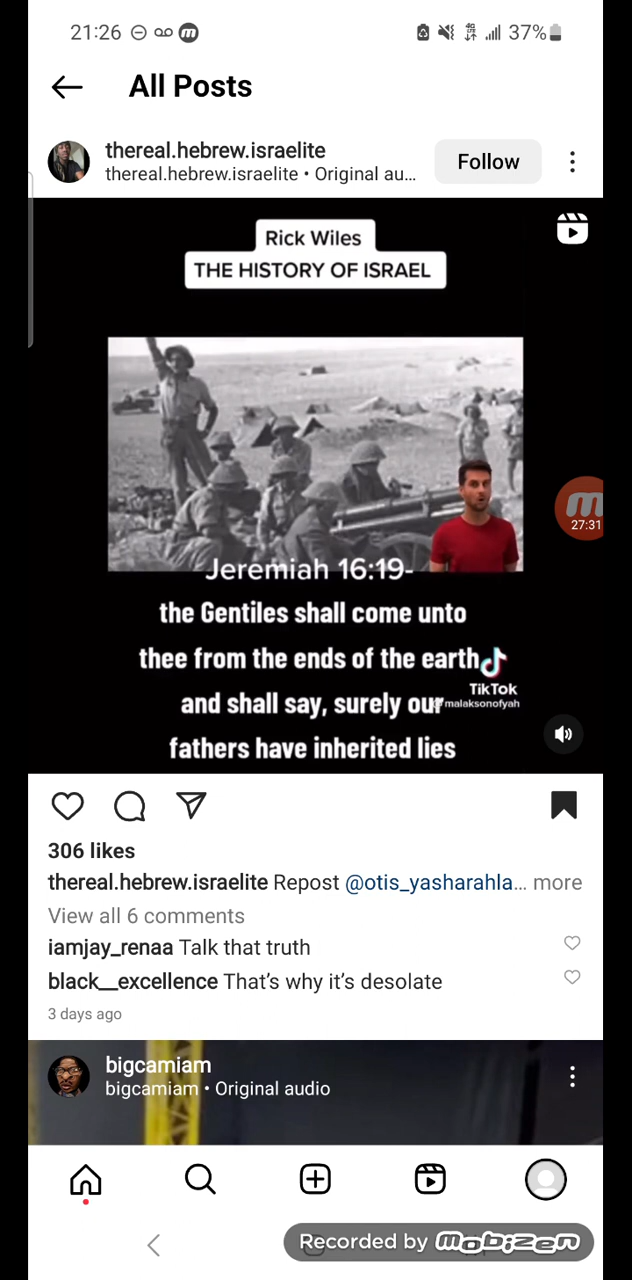 21:26
37%
All Posts
thereal.hebrew.israelite
thereal.hebrew.israelite • Original au...
Follow
Rick Wiles
THE HISTORY OF ISRAEL
27:31
Jeremiah 16:19-
the Gentiles shall come unto
thee from the ends of the earth
TikTok
and shall say, surely our
malaksonofyah
fathers have inherited lies
306 likes
thereal.hebrew.israelite Repost @otis_yasharahla... more
View all 6 comments
iamjay_renaa Talk that truth
black__excellence That's why it's desolate
3 days ago
bigcamiam
bigcamiam • Original audio
Recorded by mobizen